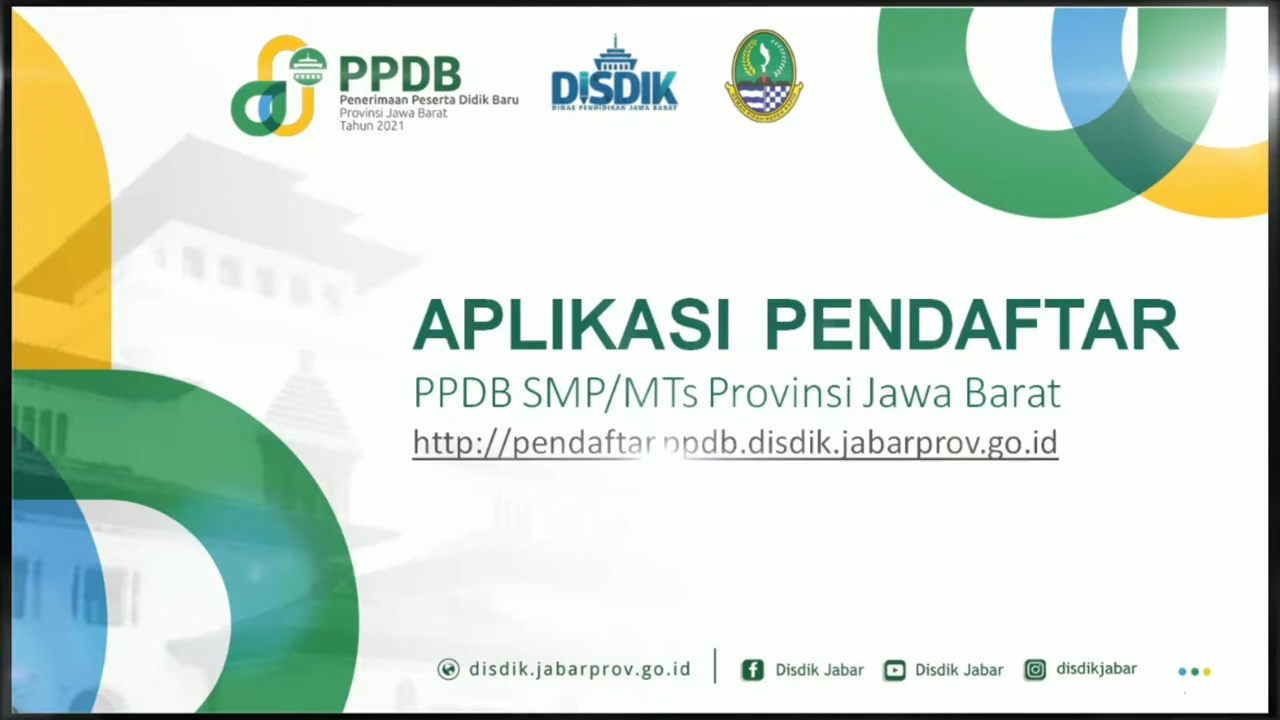 PPDB
Penerimaan Peserta Didik Baru
Provinsi Jawa Barat
Tahun 2021
DISDIK
DINAS PENDIDIKAN JAWA BARAT
APLIKASI PENDAFTAR
PPDB SMP/MTs Provinsi Jawa Barat
http://pendaftar.ppdb.disdik.jabarprov.go.id
disdik.jabarprov.go.id
Disdik Jabar
Disdik Jabar
disdikjabar